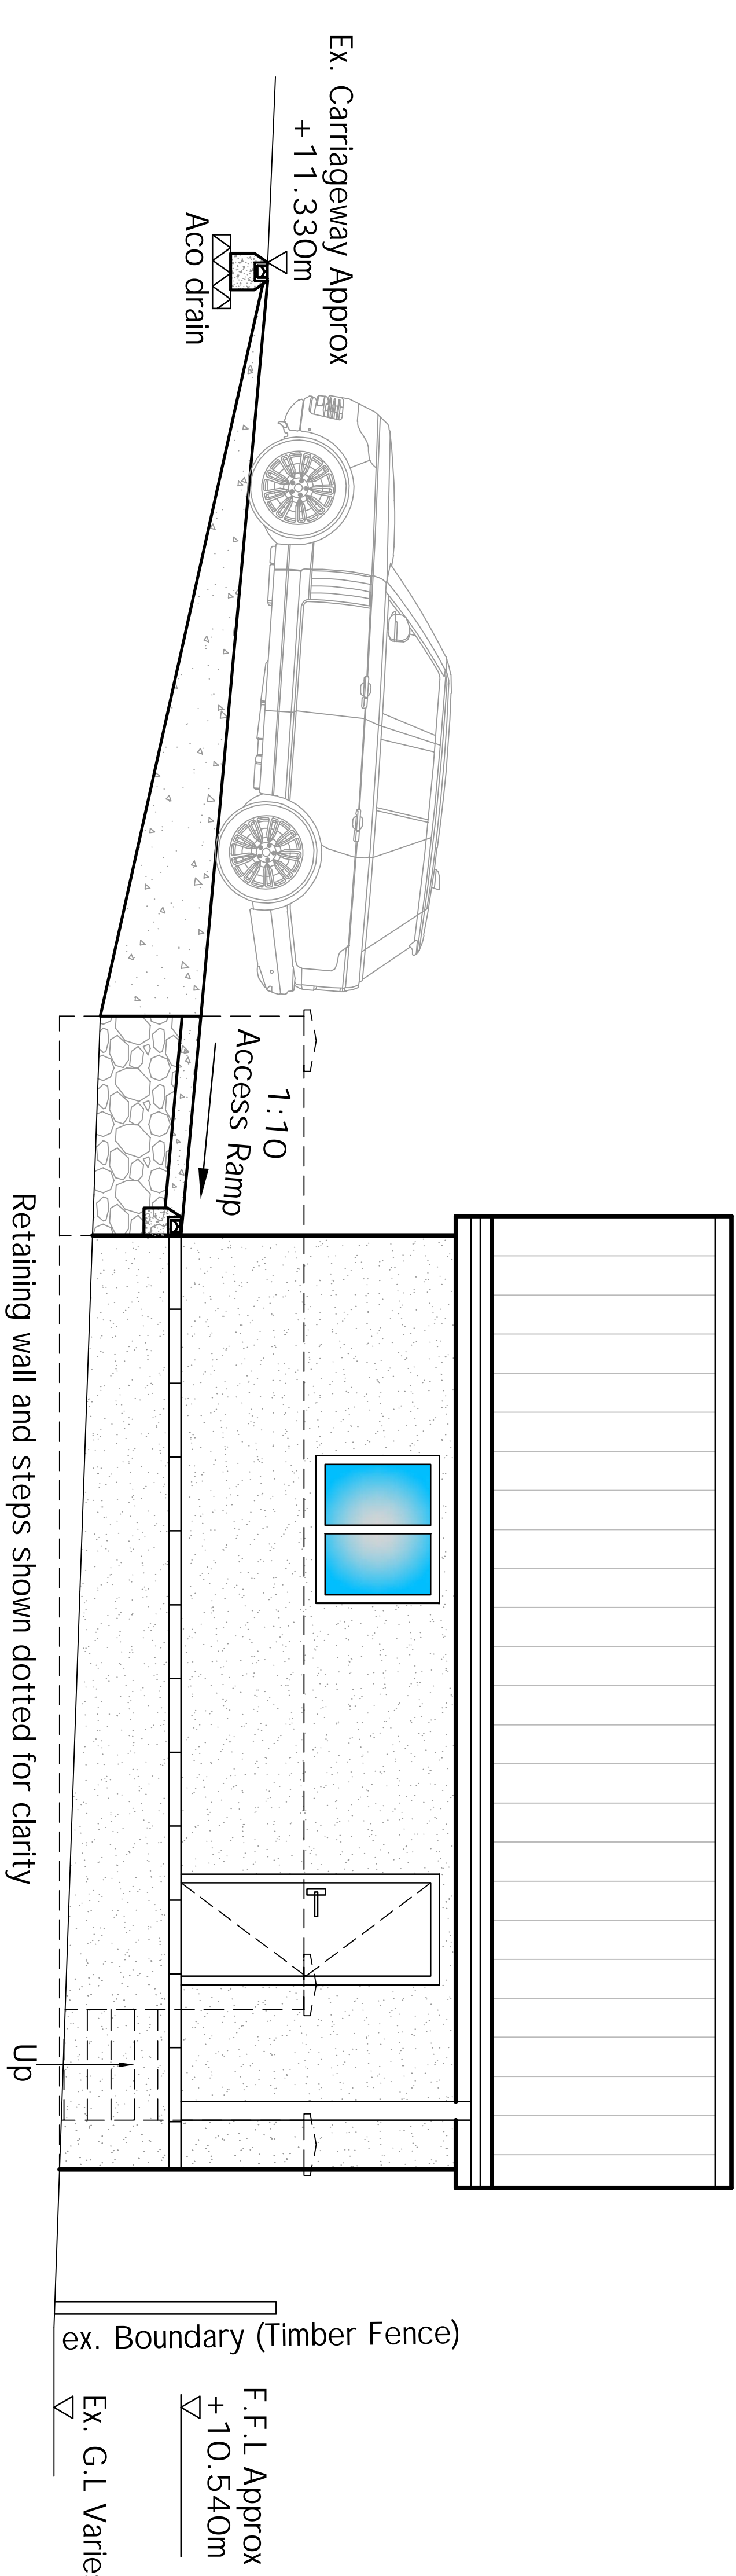 Ex. Carriageway Approx
+11.330m
Aco drain
1:10
Access Ramp
Retaining wall and steps shown dotted for clarity
Up
ex. Boundary (Timber Fence)
F.F.L Approx
+10.540m
Ex. G.L Varie